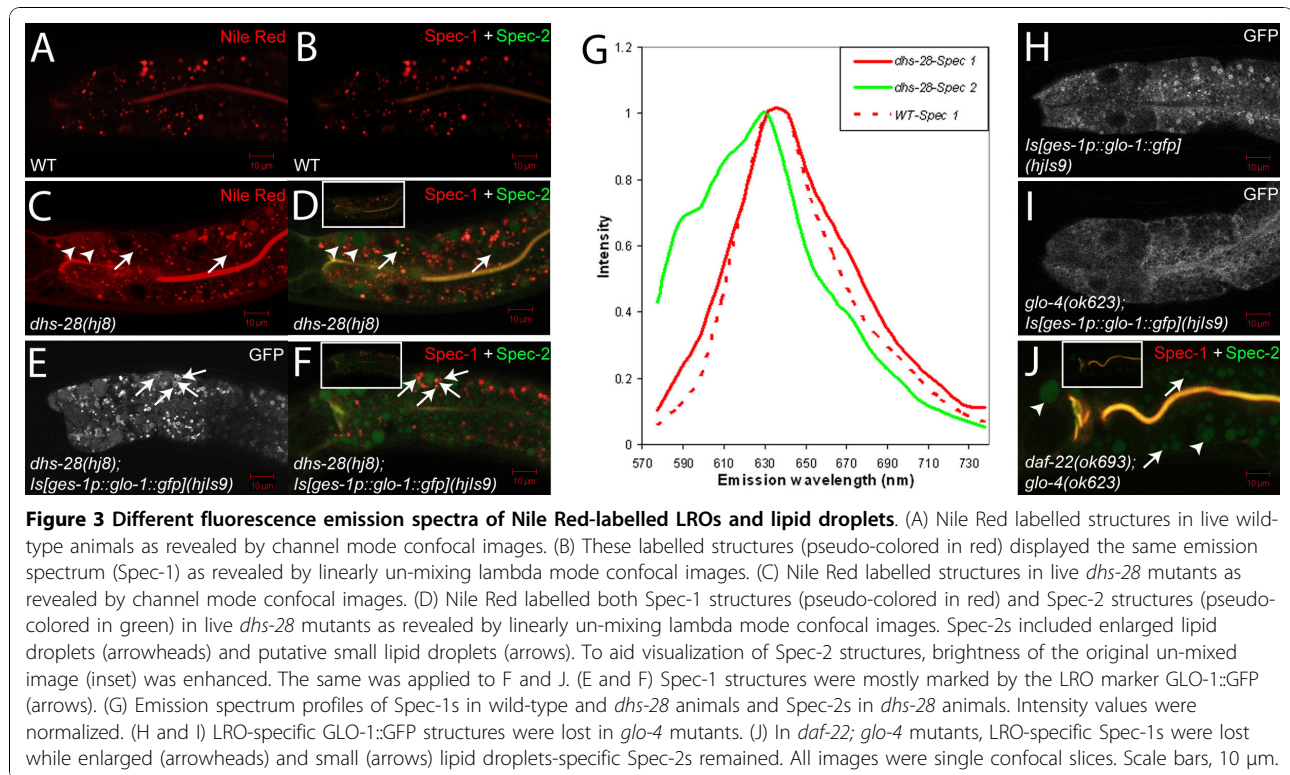 A
Nile Red
WT
10 µm
B
Spec-1 + Spec-2
WT
10 µm
C
Nile Red
dhs-28(hj8)
10 µm
D
Spec-1 + Spec-2
dhs-28(hj8)
10 µm
E
GFP
dhs-28(hj8);
Is[ges-1p::glo-1::gfp](hjIs9)
10 µm
F
Spec-1 + Spec-2
dhs-28(hj8);
Is[ges-1p::glo-1::gfp](hjIs9)
10 µm
G
1.2
1
0.8
0.6
0.4
0.2
0
Intensity
570 590 610 630 650 670 690 710 730
Emission wavelength (nm)
dhs-28-Spec 1
dhs-28-Spec 2
WT-Spec 1
H
GFP
Is[ges-1p::glo-1::gfp]
(hjIs9)
10 µm
I
GFP
glo-4(ok623);
Is[ges-1p::glo-1::gfp](hjIs9)
10 µm
J
Spec-1 + Spec-2
daf-22(ok693);
glo-4(ok623)
10 µm
Figure 3 Different fluorescence emission spectra of Nile Red-labelled LROs and lipid droplets. (A) Nile Red labelled structures in live wild-
type animals as revealed by channel mode confocal images. (B) These labelled structures (pseudo-colored in red) displayed the same emission
spectrum (Spec-1) as revealed by linearly un-mixing lambda mode confocal images. (C) Nile Red labelled structures in live dhs-28 mutants as
revealed by channel mode confocal images. (D) Nile Red labelled both Spec-1 structures (pseudo-colored in red) and Spec-2 structures (pseudo-
colored in green) in live dhs-28 mutants as revealed by linearly un-mixing lambda mode confocal images. Spec-2s included enlarged lipid
droplets (arrowheads) and putative small lipid droplets (arrows). To aid visualization of Spec-2 structures, brightness of the original un-mixed
image (inset) was enhanced. The same was applied to F and J. (E and F) Spec-1 structures were mostly marked by the LRO marker GLO-1::GFP
(arrows). (G) Emission spectrum profiles of Spec-1s in wild-type and dhs-28 animals and Spec-2s in dhs-28 animals. Intensity values were
normalized. (H and I) LRO-specific GLO-1::GFP structures were lost in glo-4 mutants. (J) In daf-22; glo-4 mutants, LRO-specific Spec-1s were lost
while enlarged (arrowheads) and small (arrows) lipid droplets-specific Spec-2s remained. All images were single confocal slices. Scale bars, 10 µm.